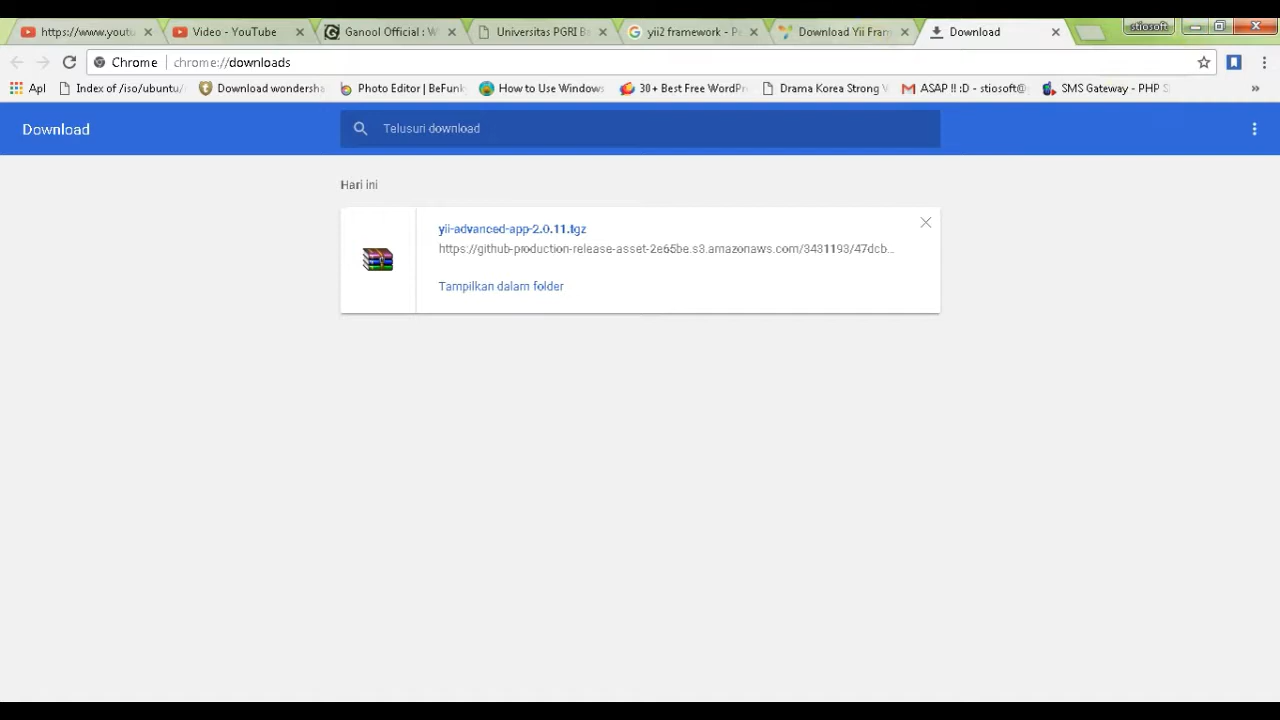 https://www.yout
Video - YouTube
Ganool Official : W
Universitas PGRI B
yii2 framework - P
Download Yii Fram
Download
stiosoft
Chrome
chrome://downloads
Apl
Index of /iso/ubuntu/
Download wondersha
Photo Editor | BeFunk
How to Use Windows
30+ Best Free WordPr
Drama Korea Strong
ASAP !! :D - stiosoft@
SMS Gateway - PHP S
»
Download
Telusuri download
Hari ini
yii-advanced-app-2.0.11.tgz
https://github-production-release-asset-2e65be.s3.amazonaws.com/3431193/47dcb...
Tampilkan dalam folder